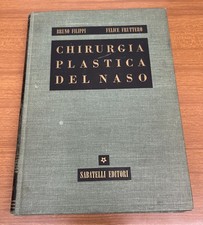 BRUNO FILIPPI FELICE FRUTTERO
CHIRURGIA
PLASTICA
DEL NASO
SABATELLI EDITORI